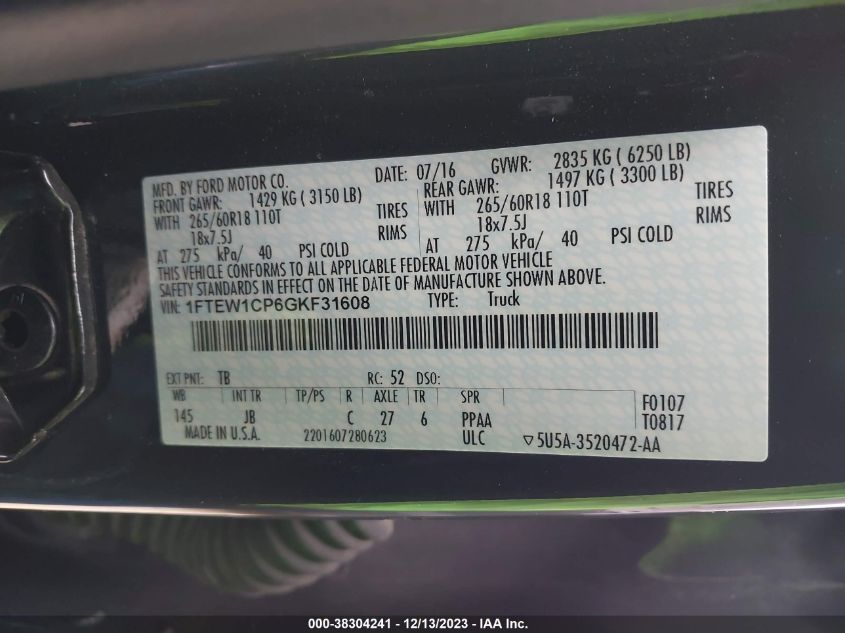 MFD. BY FORD MOTOR CO. DATE: 07/16 GVWR: 2835 KG ( 6250 LB)
FRONT GAWR: 1429 KG ( 3150 LB) REAR GAWR: 1497 KG ( 3300 LB)
WITH 265/60R18 110T TIRES WITH 265/60R18 110T TIRES
18x7.5J RIMS 18x7.5J RIMS
AT 275 kPa/ 40 PSI COLD AT 275 kPa/ 40 PSI COLD
THIS VEHICLE CONFORMS TO ALL APPLICABLE FEDERAL MOTOR VEHICLE
SAFETY STANDARDS IN EFFECT ON THE DATE OF MANUFACTURE SHOWN ABOVE.
VIN: 1FTEW1CP6GKF31608 TYPE: Truck
EXT PNT: TB RC: 52 DSO:
WB INT TR TP/PS R AXLE TR SPR F0107
145 JB C 27 6 PPAA T0817
MADE IN U.S.A. 2201607280623 ULC ▽5U5A-3520472-AA
000-38304241 - 12/13/2023 - IAA Inc.